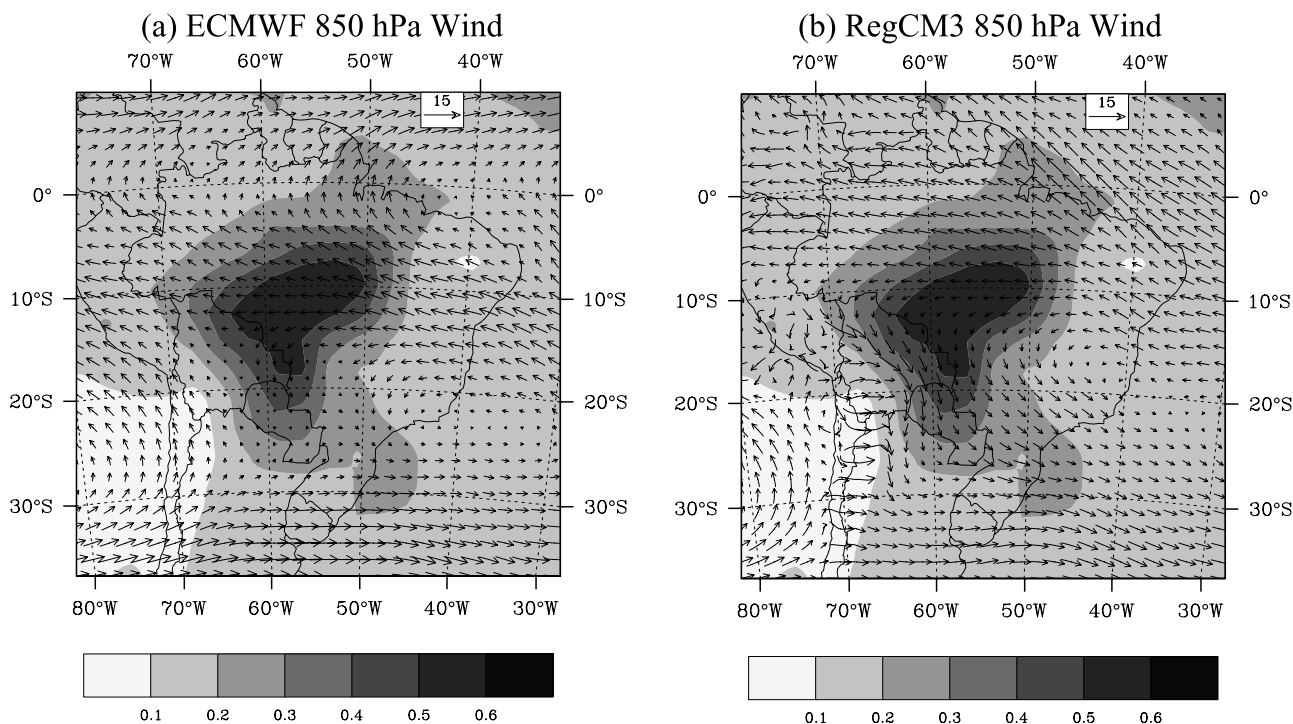 (a) ECMWF 850 hPa Wind
70°W 60°W 50°W 40°W
15
0° 0°
10°S 10°S
20°S 20°S
30°S 30°S
80°W 70°W 60°W 50°W 40°W 30°W
0.1 0.2 0.3 0.4 0.5 0.6
(b) RegCM3 850 hPa Wind
70°W 60°W 50°W 40°W
15
0° 0°
10°S 10°S
20°S 20°S
30°S 30°S
80°W 70°W 60°W 50°W 40°W 30°W
0.1 0.2 0.3 0.4 0.5 0.6